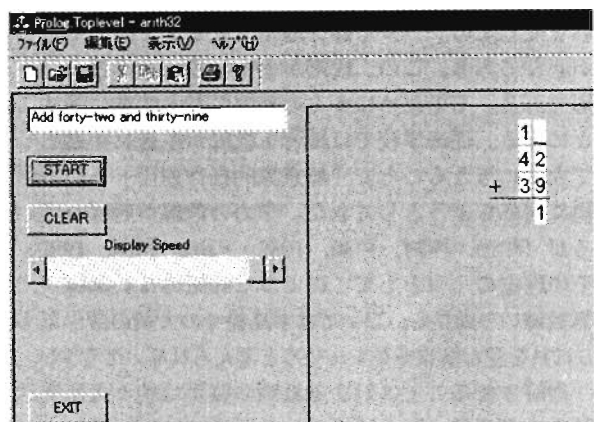 Prolog Toplevel - arith32
ファイル(F) 編集(E) 表示(V) ヘルプ(H)
Add forty-two and thirty-nine
START
CLEAR
Display Speed
EXIT
1
42
+ 39
1